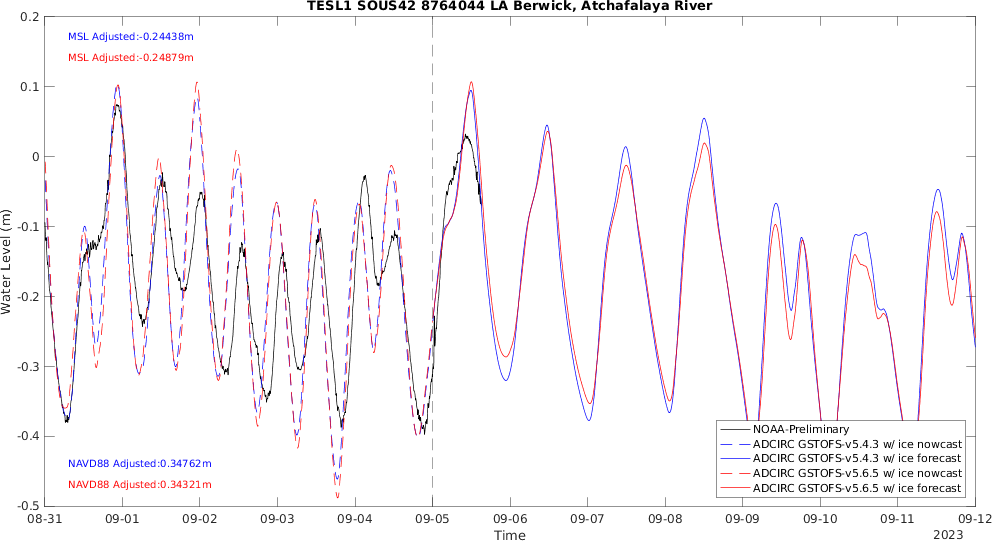 TESL1 SOUS42 8764044 LA Berwick, Atchafalaya River
MSL Adjusted:-0.24438m
MSL Adjusted:-0.24879m
NAVD88 Adjusted:0.34762m
NAVD88 Adjusted:0.34321m
Water Level (m)
0.2
0.1
0
-0.1
-0.2
-0.3
-0.4
-0.5
NOAA-Preliminary
ADCIRC GSTOFS-v5.4.3 w/ ice nowcast
ADCIRC GSTOFS-v5.4.3 w/ ice forecast
ADCIRC GSTOFS-v5.6.5 w/ ice nowcast
ADCIRC GSTOFS-v5.6.5 w/ ice forecast
08-31 09-01 09-02 09-03 09-04 09-05 09-06 09-07 09-08 09-09 09-10 09-11 09-12
Time
2023